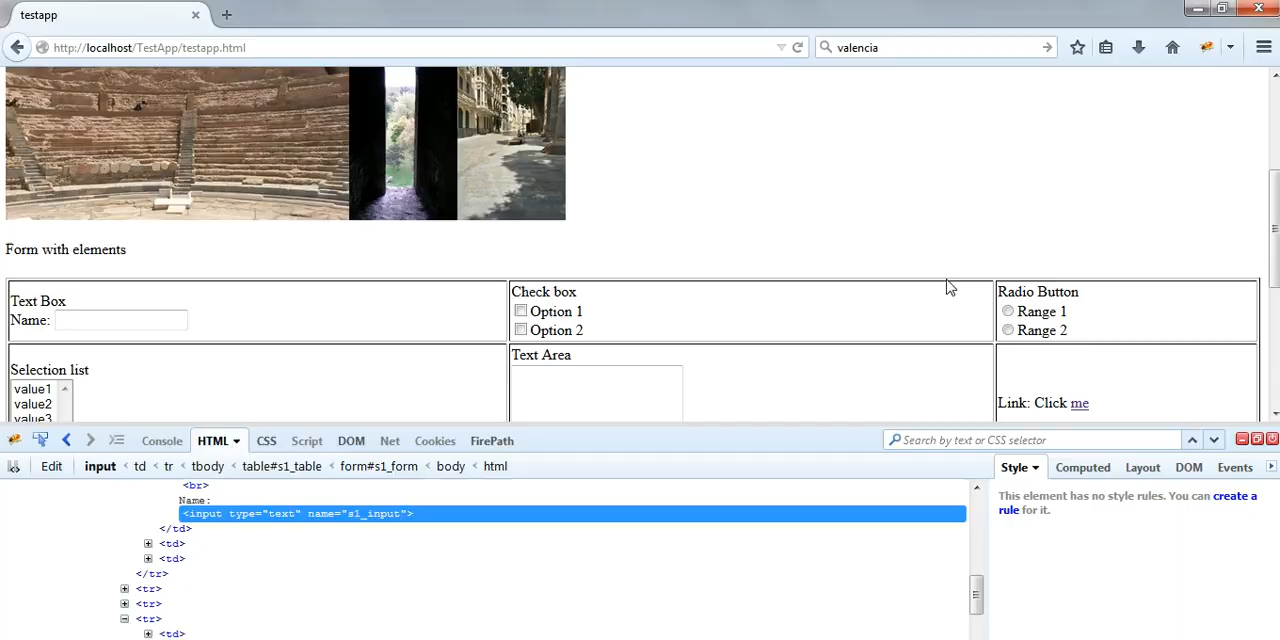 testapp
http://localhost/TestApp/testapp.html
valencia
Form with elements
Text Box
Name:
Check box
Option 1
Option 2
Radio Button
Range 1
Range 2
Selection list
value1
value2
value3
Text Area
Link: Click me
Console HTML CSS Script DOM Net Cookies FirePath
Search by text or CSS selector
Edit input < td < tr < tbody < table#s1_table < form#s1_form < body < html
Style Computed Layout DOM Events
<br>
Name:
<input type="text" name="s1_input">
</td>
<td>
<td>
</tr>
<tr>
<tr>
<tr>
<td>
This element has no style rules. You can create a
rule for it.